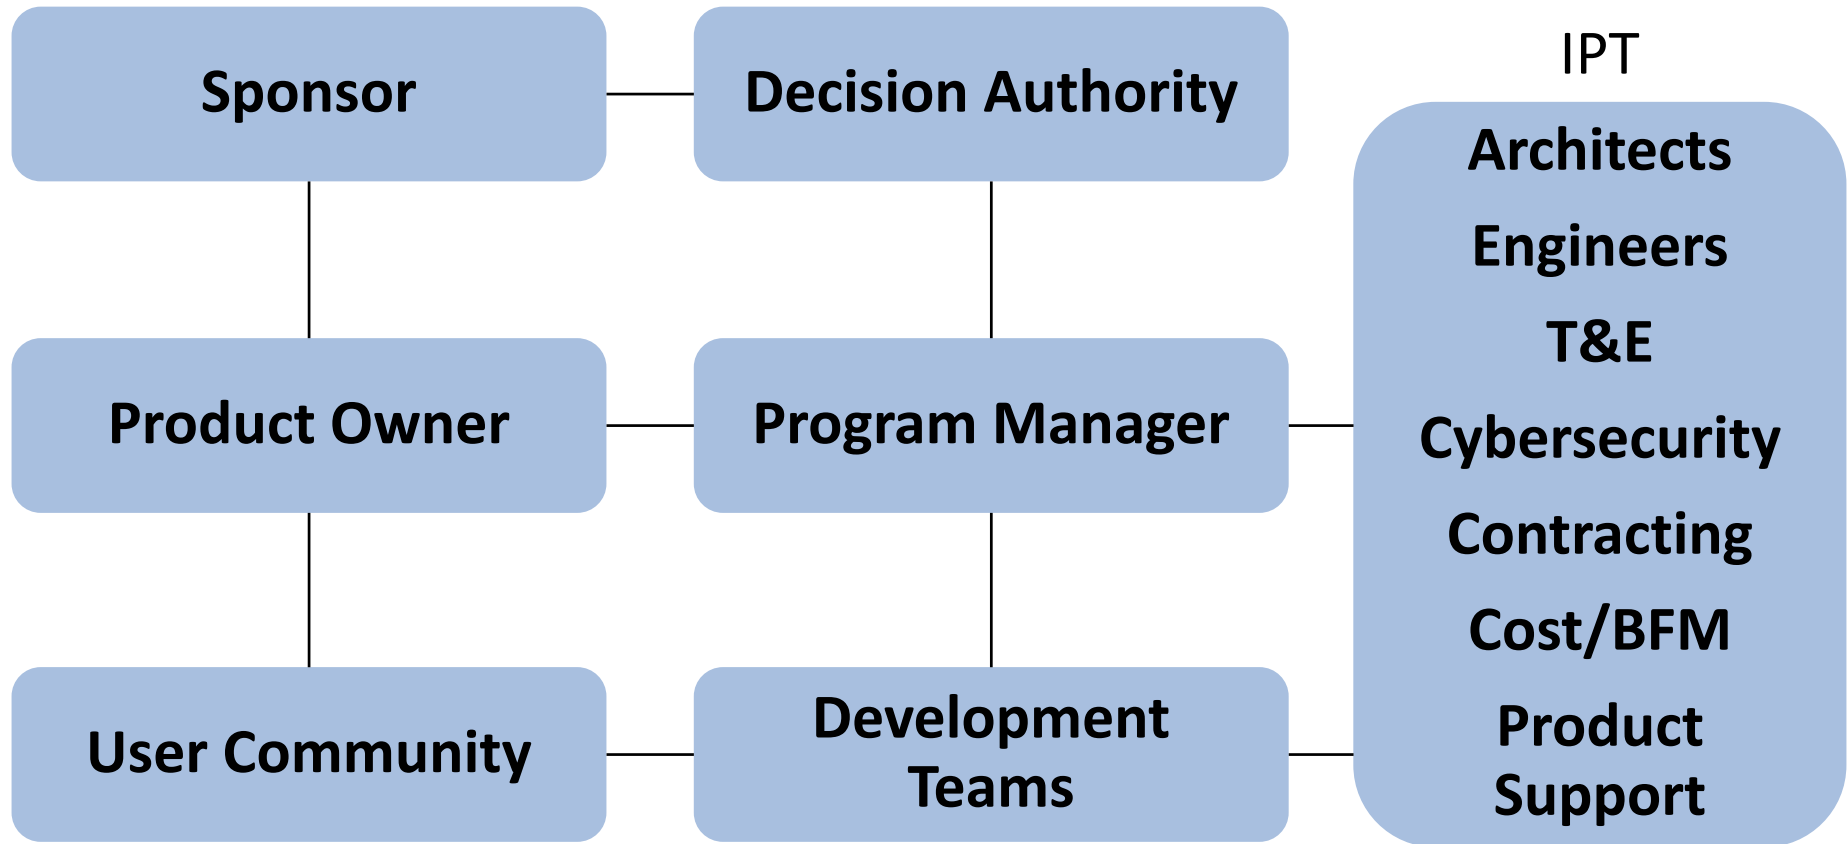 Sponsor
Decision Authority
Product Owner
Program Manager
User Community
Development
Teams
IPT
Architects
Engineers
T&E
Cybersecurity
Contracting
Cost/BFM
Product
Support